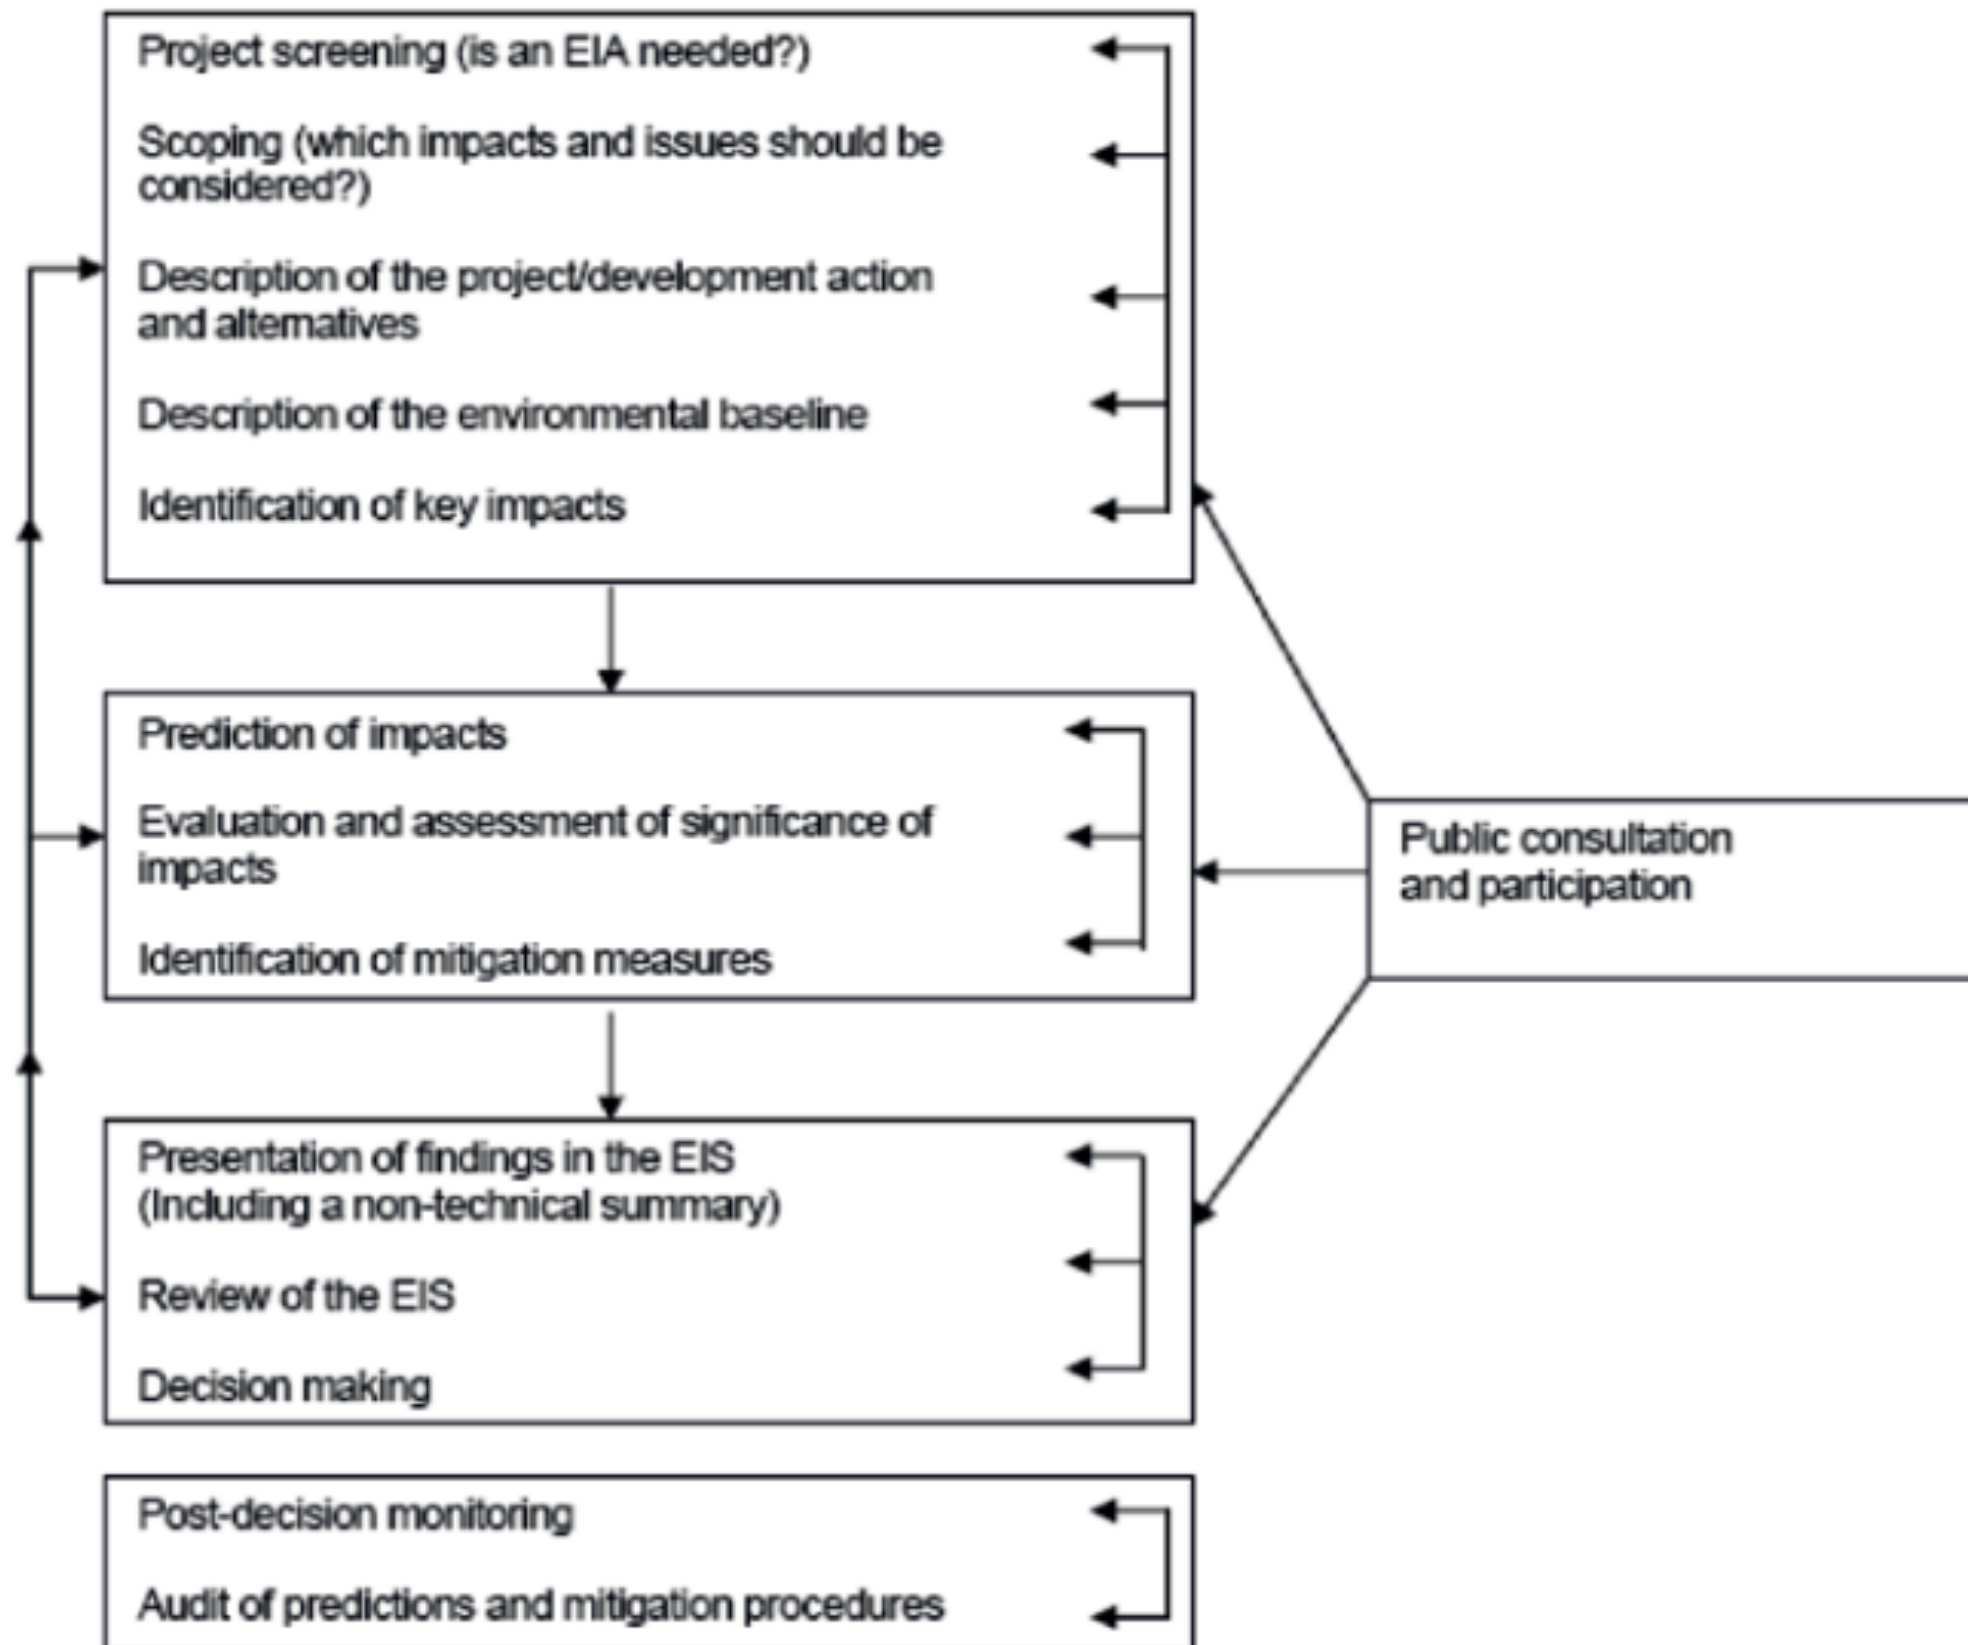 Project screening (is an EIA needed?)
Scoping (which impacts and issues should be
considered?)
Description of the project/development action
and alternatives
Description of the environmental baseline
Identification of key impacts
Prediction of impacts
Evaluation and assessment of significance of
impacts
Identification of mitigation measures
Public consultation
and participation
Presentation of findings in the EIS
(Including a non-technical summary)
Review of the EIS
Decision making
Post-decision monitoring
Audit of predictions and mitigation procedures